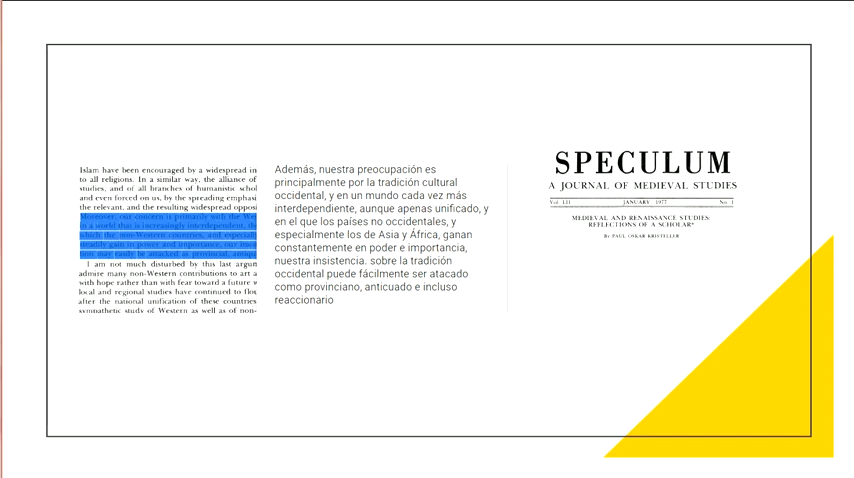 Islam have been encouraged by a widespread in
to all religions. In a similar way, the alliance of
studies, and of all branches of humanistic schol
and even forced on us, by the spreading emphasi
the relevant, and the resulting widespread opposi
Moreover, our concern is primarily with the Wes
in a world that is increasingly interdependent, th
which the non-Western countries, and especiall
steadily gain in power and importance, our insis
tion may easily be attacked as provincial, antiqu
I am not much disturbed by this last argum
admire many non-Western contributions to art a
with hope rather than with fear toward a future w
local and regional studies have continued to flou
after the national unification of these countries
sympathetic study of Western as well as of non-
Además, nuestra preocupación es
principalmente por la tradición cultural
occidental, y en un mundo cada vez más
interdependiente, aunque apenas unificado, y
en el que los países no occidentales, y
especialmente los de Asia y África, ganan
constantemente en poder e importancia,
nuestra insistencia. sobre la tradición
occidental puede fácilmente ser atacado
como provinciano, anticuado e incluso
reaccionario
SPECULUM
A JOURNAL OF MEDIEVAL STUDIES
Vol. LII JANUARY 1977 No. 1
MEDIEVAL AND RENAISSANCE STUDIES:
REFLECTIONS OF A SCHOLAR*
By PAUL OSKAR KRISTELLER